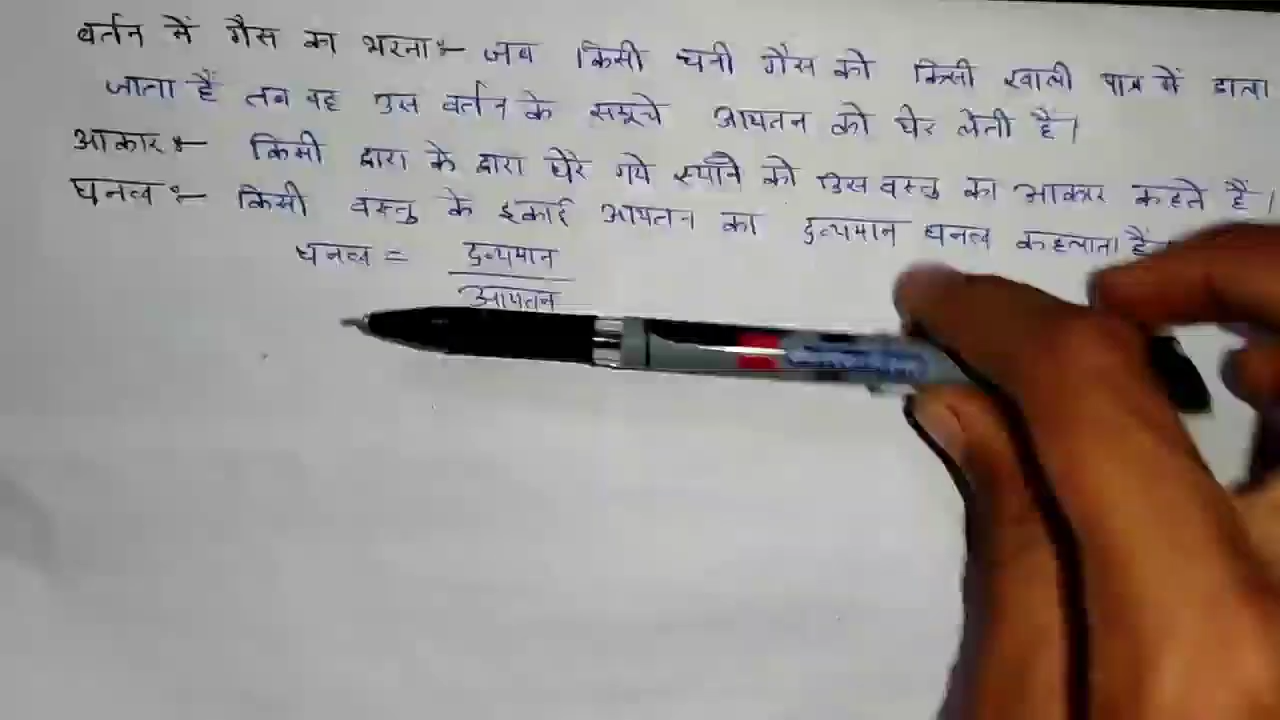 बर्तन में गैस का भरना :- जब किसी घनी गैस को किसी खाली पात्र में डाला
जाता हैं तब वह उस बर्तन के समूचे आयतन को घेर लेती हैं।
आकार :- किसी द्वारा के द्वारा घेरे गये स्थान को उस वस्तु का आकार कहते हैं।
घनत्व :- किसी वस्तु के इकाई आयतन का द्रव्यमान घनत्व कहलाता हैं
घनत्व = द्रव्यमान
आयतन